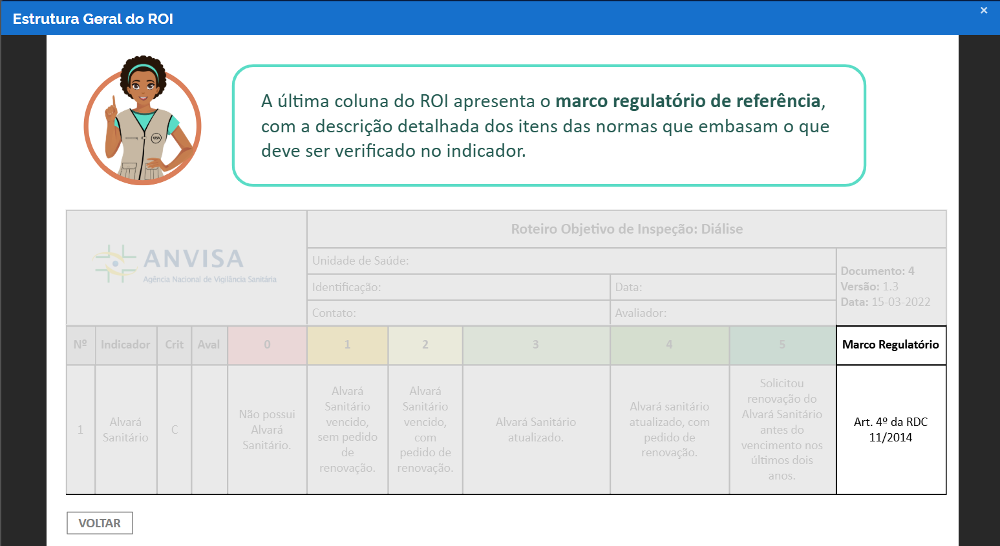 Estrutura Geral do ROI
×
VISA
A última coluna do ROI apresenta o marco regulatório de referência,
com a descrição detalhada dos itens das normas que embasam o que
deve ser verificado no indicador.
ANVISA
Agência Nacional de Vigilância Sanitária
Roteiro Objetivo de Inspeção: Diálise
Unidade de Saúde:
Identificação:
Data:
Contato:
Avaliador:
Documento: 4
Versão: 1.3
Data: 15-03-2022
Nº
Indicador
Crit
Aval
0
1
2
3
4
5
Marco Regulatório
1
Alvará
Sanitário
C
Não possui
Alvará
Sanitário.
Alvará
Sanitário
vencido,
sem pedido
de
renovação.
Alvará
Sanitário
vencido,
com
pedido de
renovação.
Alvará Sanitário
atualizado.
Alvará sanitário
atualizado, com
pedido de
renovação.
Solicitou
renovação do
Alvará Sanitário
antes do
vencimento nos
últimos dois
anos.
Art. 4º da RDC
11/2014
VOLTAR